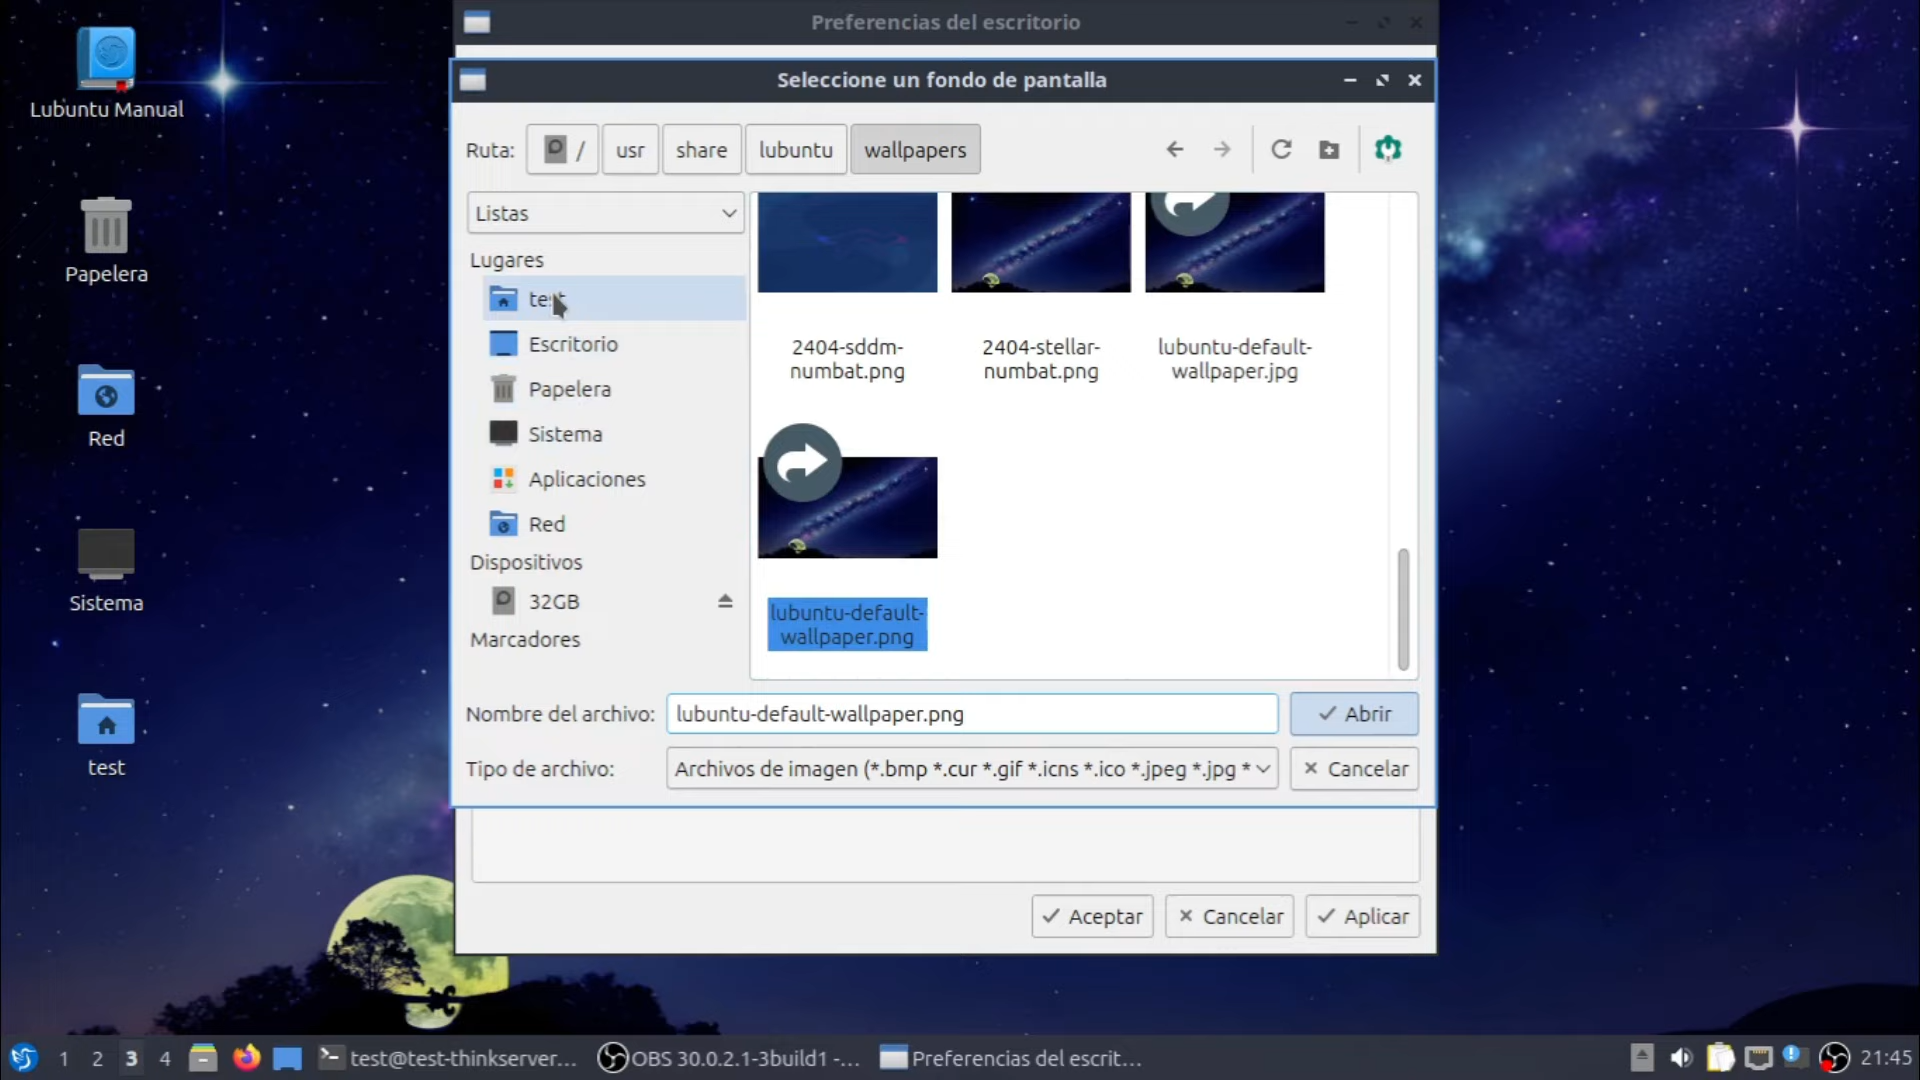 Preferencias del escritorio
Seleccione un fondo de pantalla
Lubuntu Manual
Papelera
Red
Sistema
test
Ruta: / usr share lubuntu wallpapers
Listas
Lugares
test
Escritorio
Papelera
Sistema
Aplicaciones
Red
Dispositivos
32GB
Marcadores
2404-sddm-
numbat.png
2404-stellar-
numbat.png
lubuntu-default-
wallpaper.jpg
lubuntu-default-
wallpaper.png
Nombre del archivo: lubuntu-default-wallpaper.png Abrir
Tipo de archivo: Archivos de imagen (*.bmp *.cur *.gif *.icns *.ico *.jpeg *.jpg * Cancelar
Aceptar Cancelar Aplicar
1 2 3 4 test@test-thinkserver... OBS 30.0.2.1-3build1 -... Preferencias del escrit... 21:45